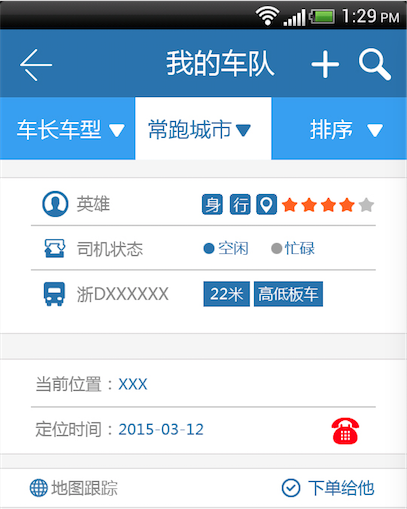 1:29 PM
我的车队
车长车型 常跑城市 排序
英雄 身 行
司机状态 空闲 忙碌
浙DXXXXXX 22米 高低板车
当前位置：XXX
定位时间：2015-03-12
地图跟踪 下单给他